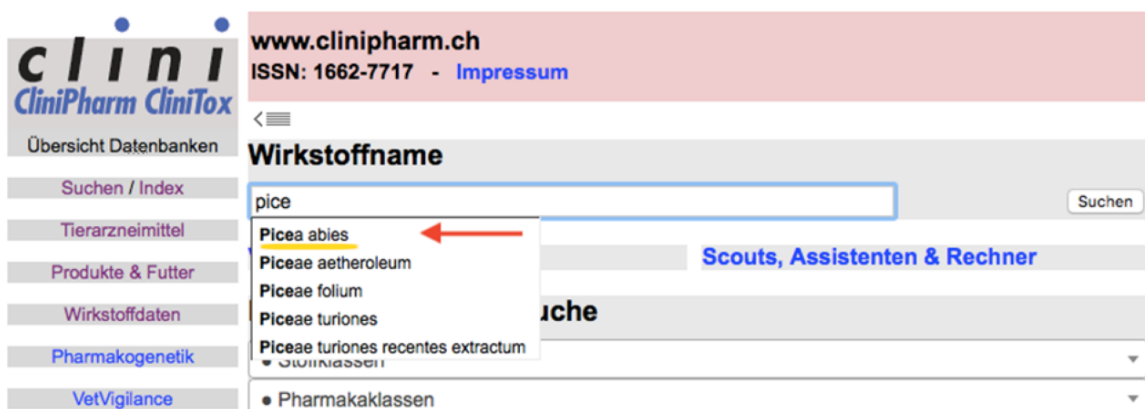 clini
CliniPharm CliniTox
Übersicht Datenbanken
Suchen / Index
Tierarzneimittel
Produkte & Futter
Wirkstoffdaten
Pharmakogenetik
VetVigilance
www.clinipharm.ch
ISSN: 1662-7717 - Impressum
Wirkstoffname
pice
Suchen
Picea abies
Piceae aetheroleum
Piceae folium
Piceae turiones
Piceae turiones recentes extractum
Scouts, Assistenten & Rechner
uche
● Stoffklassen
● Pharmakaklassen